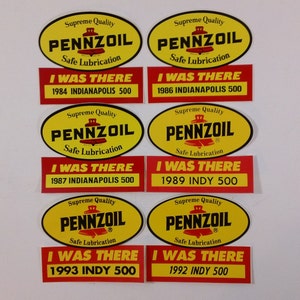 Supreme Quality
PENNZOIL
Safe Lubrication
I WAS THERE
1984 INDIANAPOLIS 500
Supreme Quality
PENNZOIL
Safe Lubrication
I WAS THERE
1986 INDIANAPOLIS 500
Supreme Quality
PENNZOIL
Safe Lubrication
I WAS THERE
1987 INDIANAPOLIS 500
Supreme Quality
PENNZOIL
Safe Lubrication
I WAS THERE
1989 INDY 500
Supreme Quality
PENNZOIL
®
Safe Lubrication
I WAS THERE
1993 INDY 500
Supreme Quality
PENNZOIL
®
Safe Lubrication
I WAS THERE
1992 INDY 500